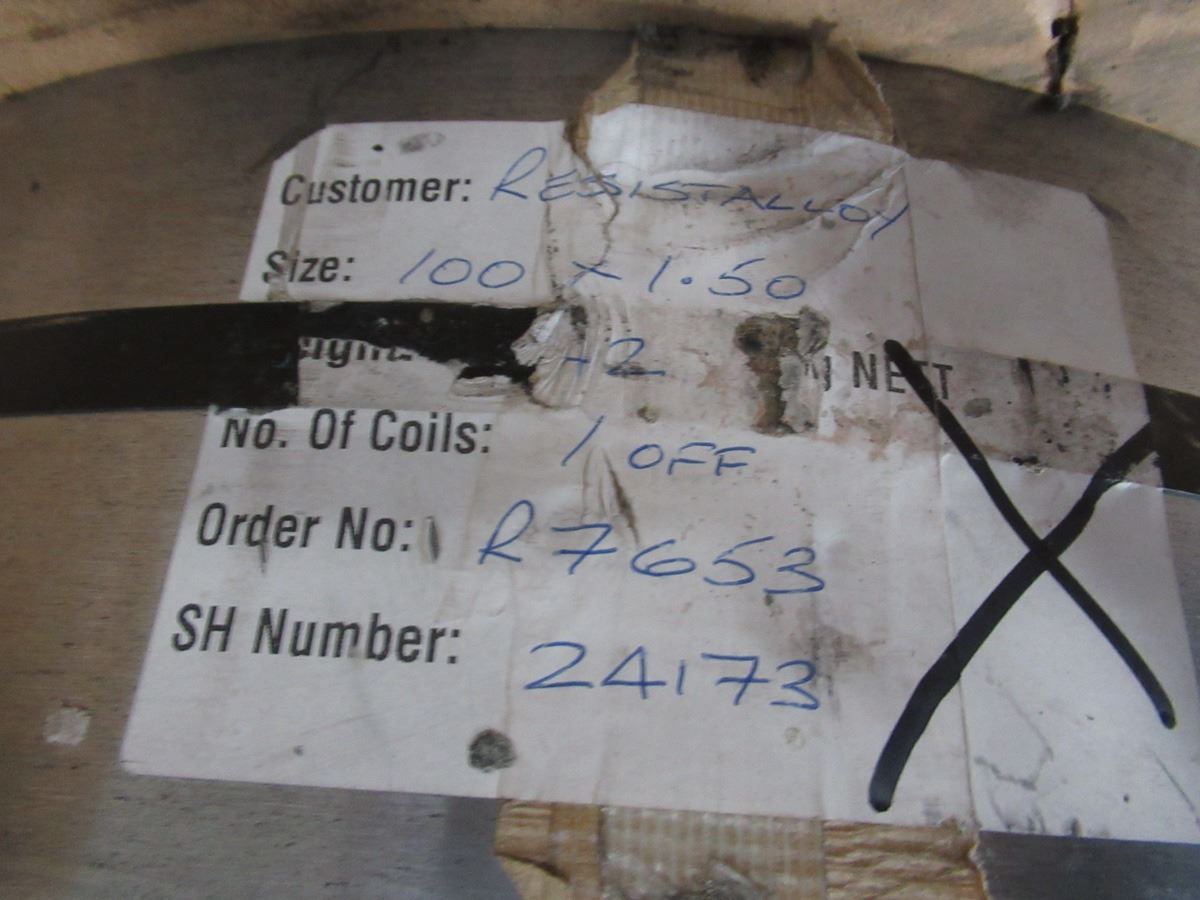 Customer: RESISTALLOY
Size: 100 x 1.50
NETT
No. Of Coils: 1 OFF
Order No: R7653
SH Number: 24173